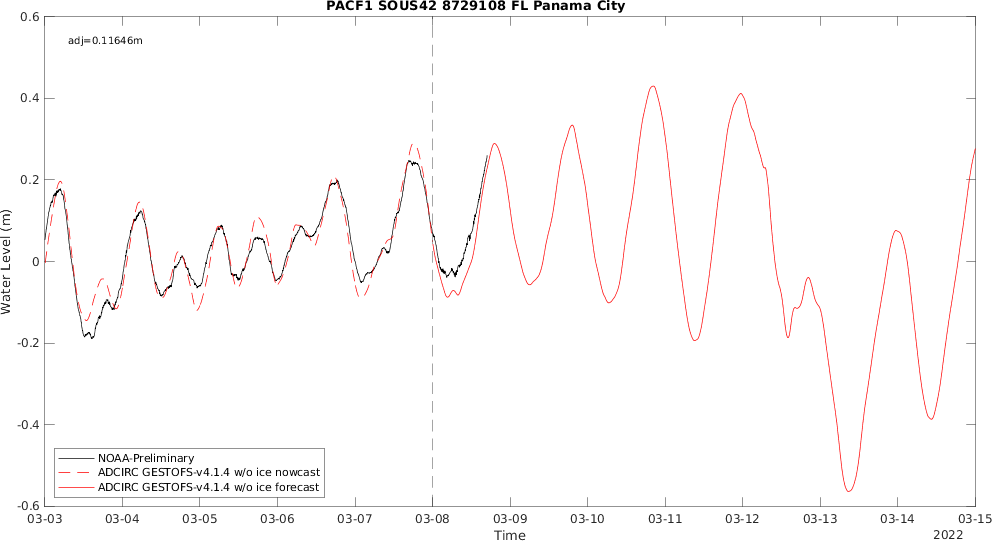 PACF1 SOUS42 8729108 FL Panama City
adj=0.11646m
0.6
0.4
0.2
0
-0.2
-0.4
-0.6
Water Level (m)
NOAA-Preliminary
ADCIRC GESTOFS-v4.1.4 w/o ice nowcast
ADCIRC GESTOFS-v4.1.4 w/o ice forecast
03-03 03-04 03-05 03-06 03-07 03-08 03-09 03-10 03-11 03-12 03-13 03-14 03-15
Time
2022